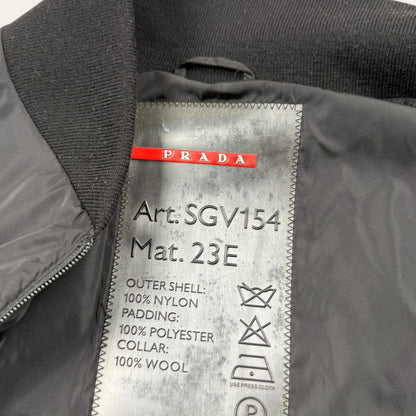 PRADA
Art. SGV154
Mat. 23E
OUTER SHELL:
100% NYLON
PADDING:
100% POLYESTER
COLLAR:
100% WOOL
USE PRESS CLOTH
P